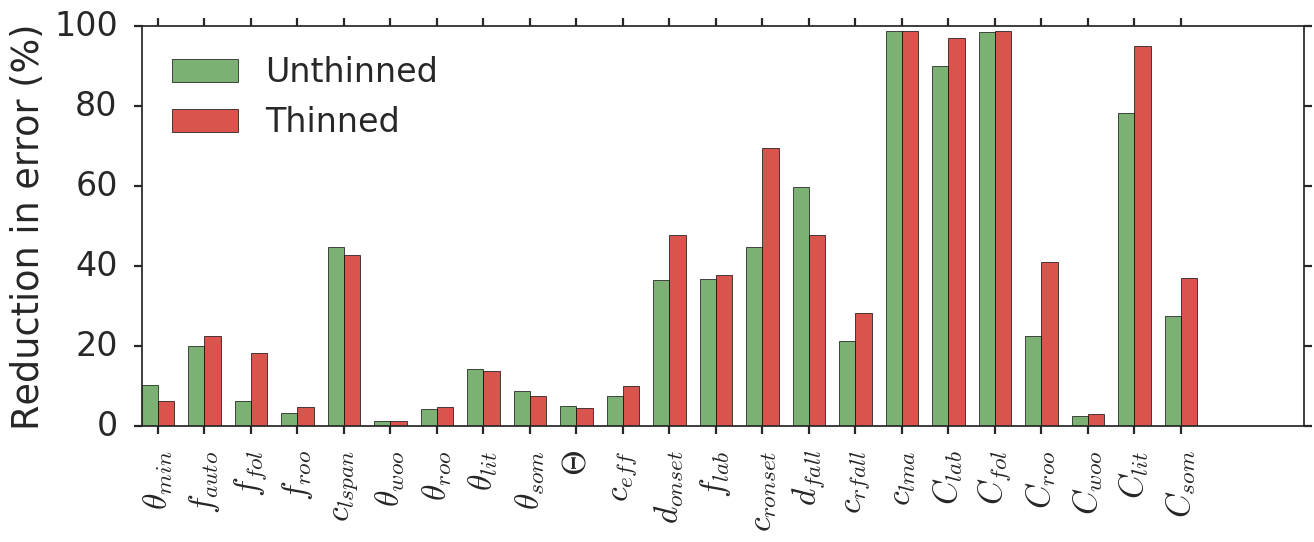 Reduction in error (%)
100
80
60
40
20
0
Unthinned
Thinned
θ_min
f_auto
f_fol
f_roo
c_lspan
θ_woo
θ_roo
θ_lit
θ_som
Θ
c_eff
d_onset
f_lab
c_ronset
d_fall
c_rfall
c_lma
C_lab
C_fol
C_roo
C_woo
C_lit
C_som